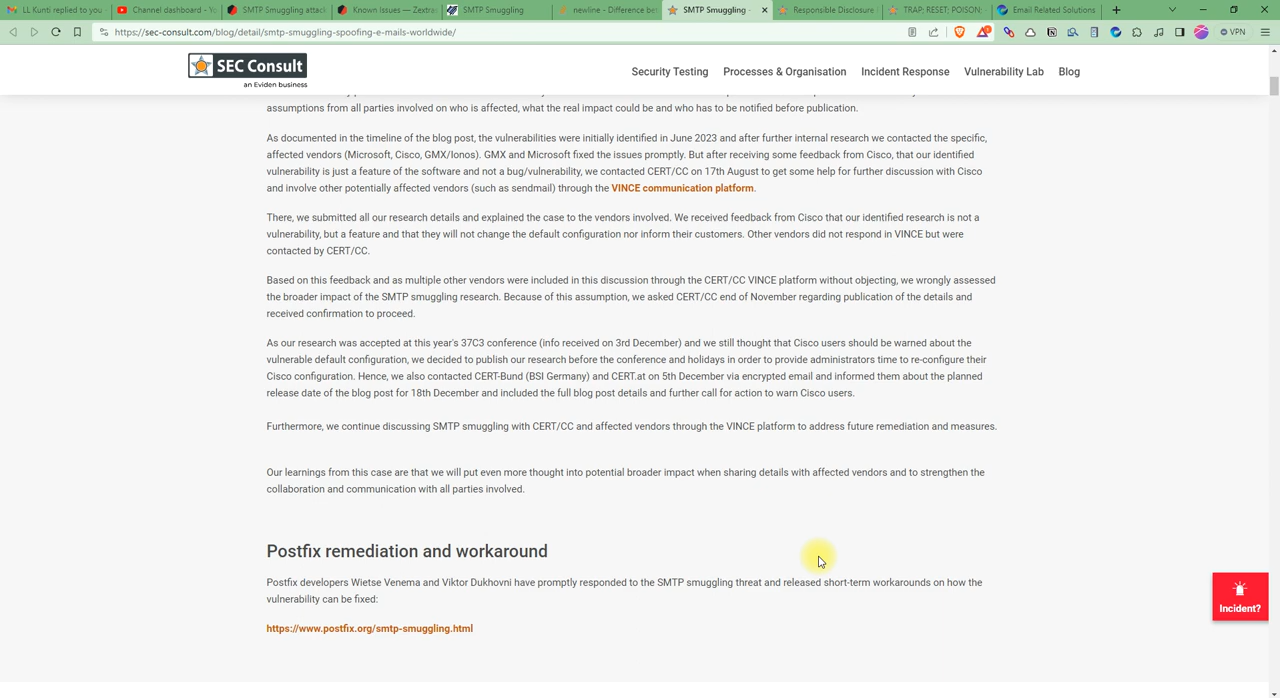 LL Kunti replied to you
Channel dashboard - Yo
SMTP Smuggling attac
Known Issues — Zextra
SMTP Smuggling
newline - Difference be
SMTP Smuggling -
Responsible Disclosure
TRAP; RESET; POISON;
Email Related Solutions
https://sec-consult.com/blog/detail/smtp-smuggling-spoofing-e-mails-worldwide/
VPN
SEC Consult
an Eviden business
Security Testing
Processes & Organisation
Incident Response
Vulnerability Lab
Blog
assumptions from all parties involved on who is affected, what the real impact could be and who has to be notified before publication.
As documented in the timeline of the blog post, the vulnerabilities were initially identified in June 2023 and after further internal research we contacted the specific,
affected vendors (Microsoft, Cisco, GMX/Ionos). GMX and Microsoft fixed the issues promptly. But after receiving some feedback from Cisco, that our identified
vulnerability is just a feature of the software and not a bug/vulnerability, we contacted CERT/CC on 17th August to get some help for further discussion with Cisco
and involve other potentially affected vendors (such as sendmail) through the VINCE communication platform.
There, we submitted all our research details and explained the case to the vendors involved. We received feedback from Cisco that our identified research is not a
vulnerability, but a feature and that they will not change the default configuration nor inform their customers. Other vendors did not respond in VINCE but were
contacted by CERT/CC.
Based on this feedback and as multiple other vendors were included in this discussion through the CERT/CC VINCE platform without objecting, we wrongly assessed
the broader impact of the SMTP smuggling research. Because of this assumption, we asked CERT/CC end of November regarding publication of the details and
received confirmation to proceed.
As our research was accepted at this year's 37C3 conference (info received on 3rd December) and we still thought that Cisco users should be warned about the
vulnerable default configuration, we decided to publish our research before the conference and holidays in order to provide administrators time to re-configure their
Cisco configuration. Hence, we also contacted CERT-Bund (BSI Germany) and CERT.at on 5th December via encrypted email and informed them about the planned
release date of the blog post for 18th December and included the full blog post details and further call for action to warn Cisco users.
Furthermore, we continue discussing SMTP smuggling with CERT/CC and affected vendors through the VINCE platform to address future remediation and measures.
Our learnings from this case are that we will put even more thought into potential broader impact when sharing details with affected vendors and to strengthen the
collaboration and communication with all parties involved.
Postfix remediation and workaround
Postfix developers Wietse Venema and Viktor Dukhovni have promptly responded to the SMTP smuggling threat and released short-term workarounds on how the
vulnerability can be fixed:
https://www.postfix.org/smtp-smuggling.html
Incident?